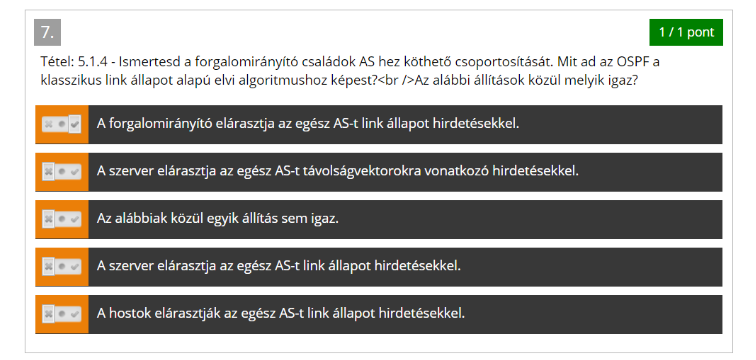 7.
1 / 1 pont
Tétel: 5.1.4 - Ismertesd a forgalomirányító családok AS hez köthető csoportosítását. Mit ad az OSPF a
klasszikus link állapot alapú elvi algoritmushoz képest?<br />Az alábbi állítások közül melyik igaz?
A forgalomirányító elárasztja az egész AS-t link állapot hirdetésekkel.
A szerver elárasztja az egész AS-t távolságvektorokra vonatkozó hirdetésekkel.
Az alábbiak közül egyik állítás sem igaz.
A szerver elárasztja az egész AS-t link állapot hirdetésekkel.
A hostok elárasztják az egész AS-t link állapot hirdetésekkel.